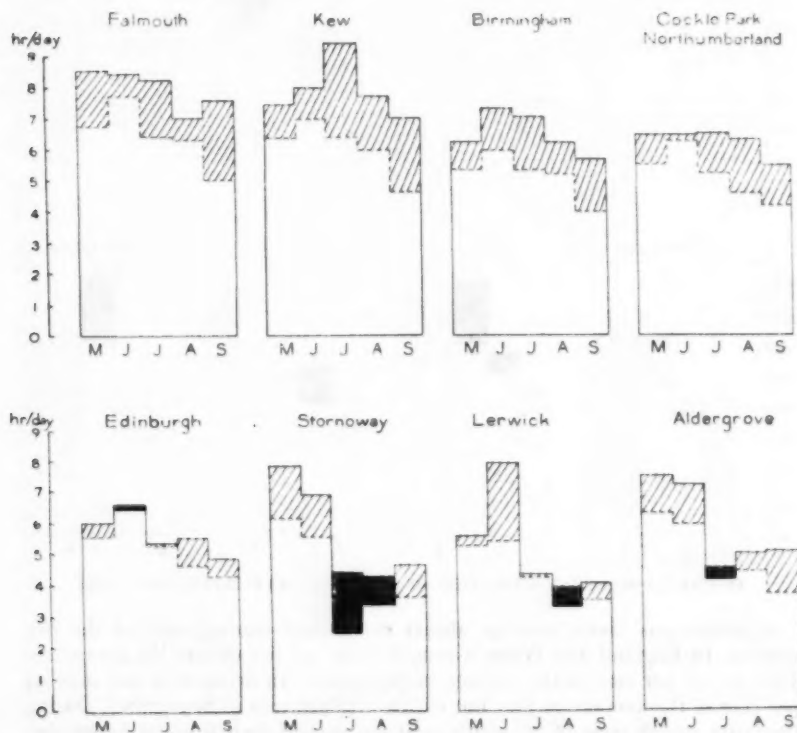 Falmouth
Kew
Birmingham
Cockle Park
Northumberland
hr/day
9
8
7
6
5
4
3
2
1
0
M J J A S
M J J A S
M J J A S
M J J A S
Edinburgh
Stornoway
Lerwick
Aldergrove
hr/day
9
8
7
6
5
4
3
2
1
0
M J J A S
M J J A S
M J J A S
M J J A S